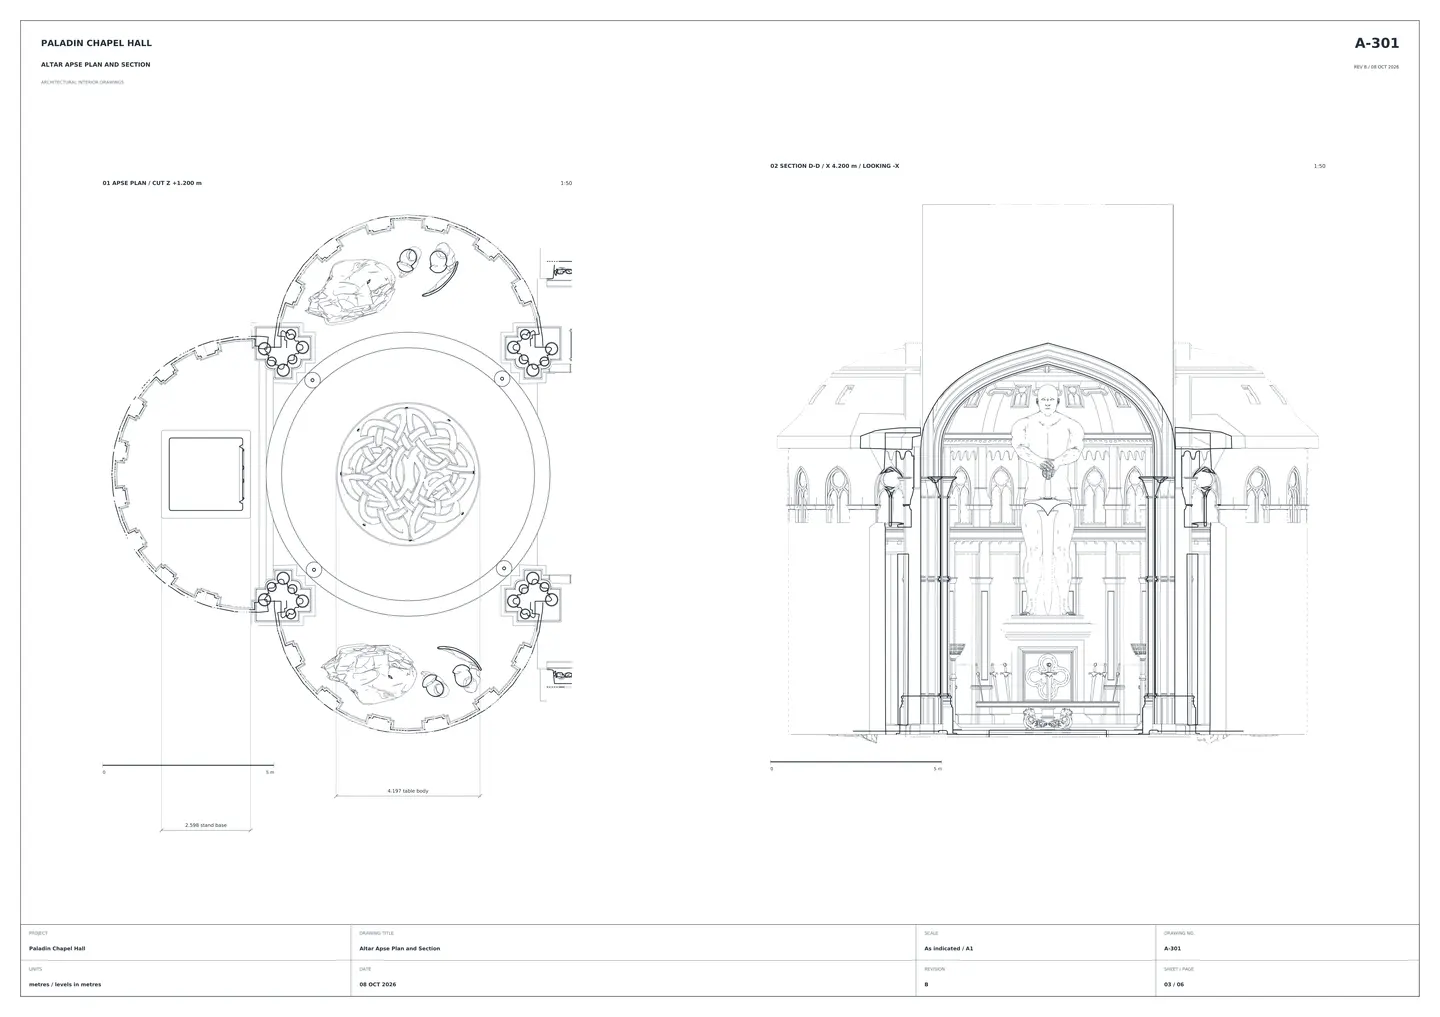 PALADIN CHAPEL HALL
A-301
ALTAR APSE PLAN AND SECTION
REV B / 08 OCT 2026
ARCHITECTURAL INTERIOR DRAWINGS
02 SECTION D-D / X 4.200 m / LOOKING -X
1:50
01 APSE PLAN / CUT Z +1.200 m
1:50
0
5 m
0
5 m
4.197 table body
2.598 stand base
PROJECT
DRAWING TITLE
SCALE
DRAWING NO.
Paladin Chapel Hall
Altar Apse Plan and Section
As indicated / A1
A-301
UNITS
DATE
REVISION
SHEET / PAGE
metres / levels in metres
08 OCT 2026
B
03 / 06